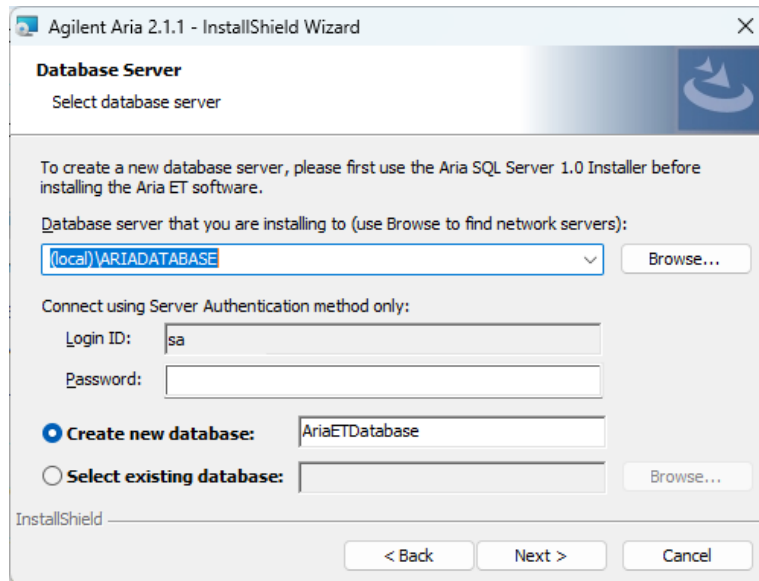 Agilent Aria 2.1.1 - InstallShield Wizard
Database Server
Select database server
To create a new database server, please first use the Aria SQL Server 1.0 Installer before
installing the Aria ET software.
Database server that you are installing to (use Browse to find network servers):
(local)\ARIADATABASE
Browse...
Connect using Server Authentication method only:
Login ID: sa
Password:
Create new database: AriaETDatabase
Select existing database: Browse...
InstallShield
< Back Next > Cancel